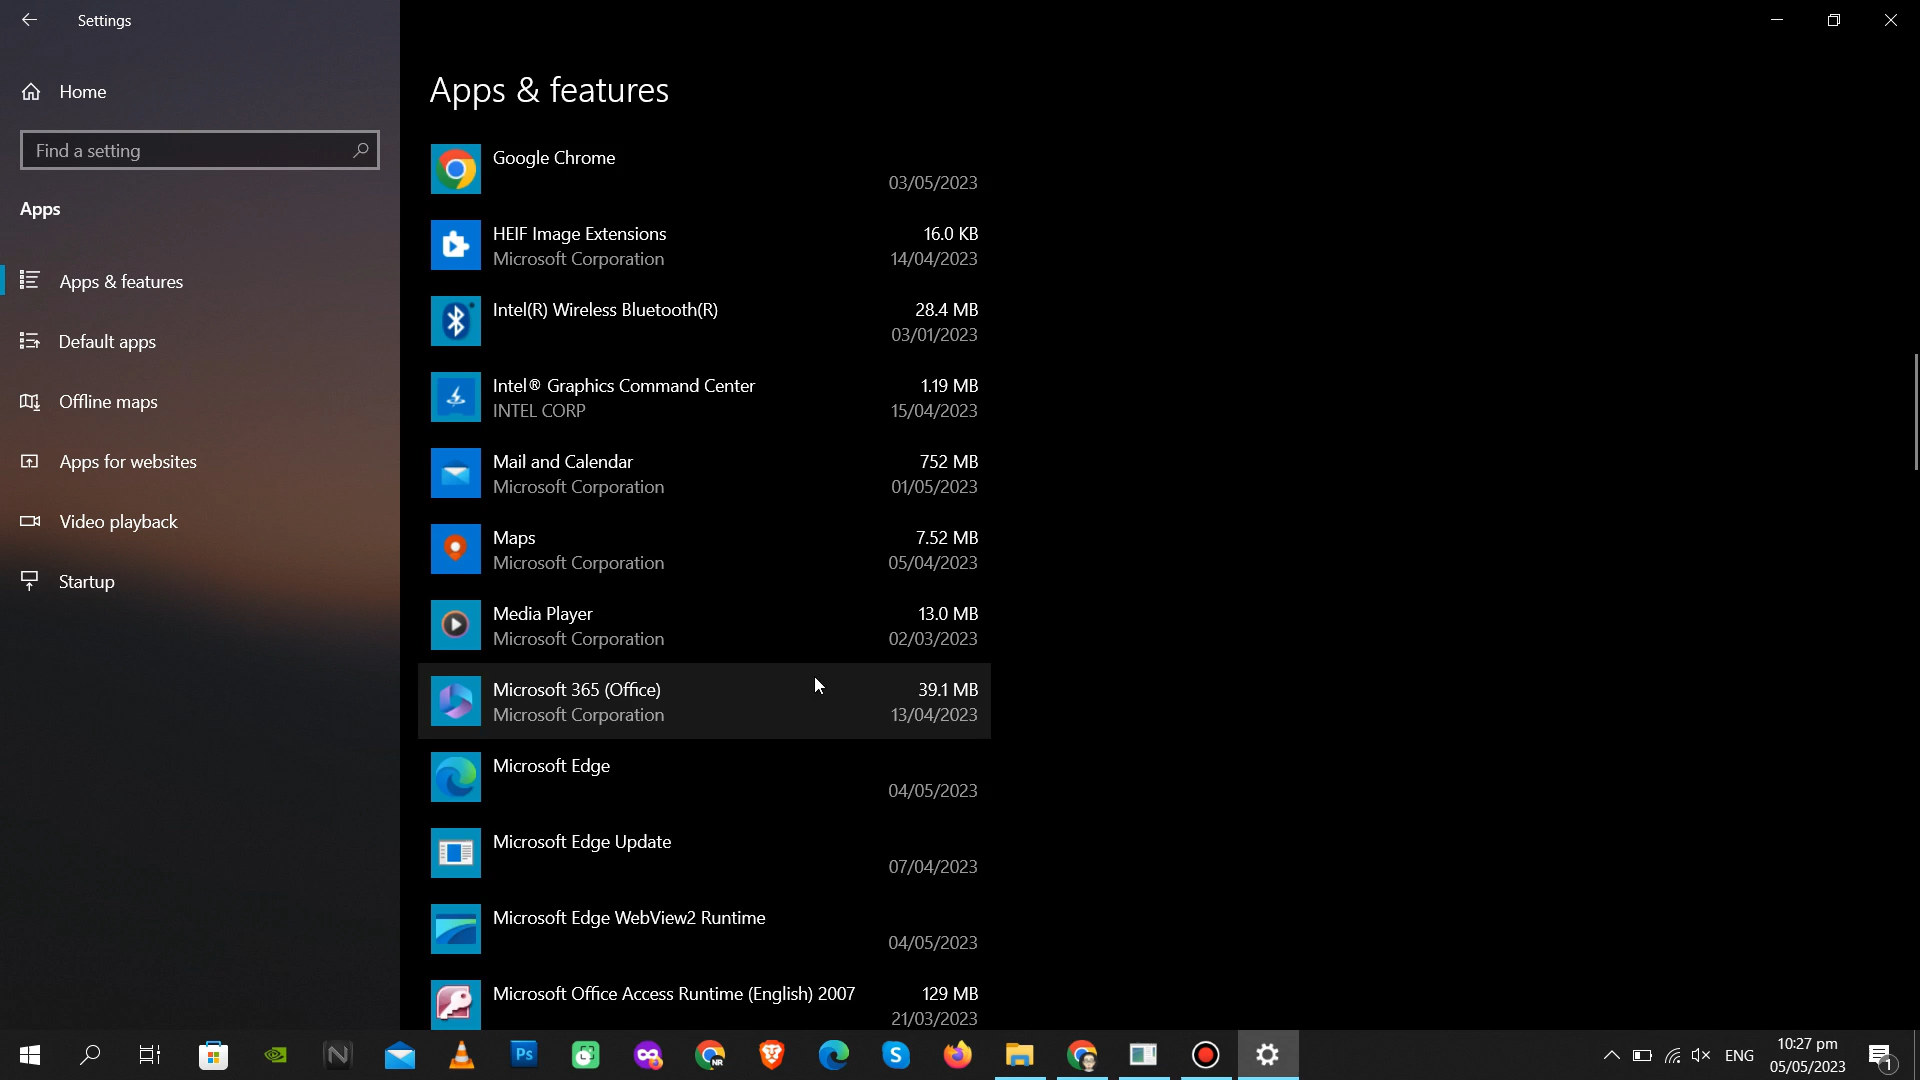 Settings
Home
Find a setting
Apps
Apps & features
Default apps
Offline maps
Apps for websites
Video playback
Startup
Apps & features
Google Chrome
03/05/2023
HEIF Image Extensions 16.0 KB
Microsoft Corporation 14/04/2023
Intel(R) Wireless Bluetooth(R) 28.4 MB
03/01/2023
Intel® Graphics Command Center 1.19 MB
INTEL CORP 15/04/2023
Mail and Calendar 752 MB
Microsoft Corporation 01/05/2023
Maps 7.52 MB
Microsoft Corporation 05/04/2023
Media Player 13.0 MB
Microsoft Corporation 02/03/2023
Microsoft 365 (Office) 39.1 MB
Microsoft Corporation 13/04/2023
Microsoft Edge
04/05/2023
Microsoft Edge Update
07/04/2023
Microsoft Edge WebView2 Runtime
04/05/2023
Microsoft Office Access Runtime (English) 2007 129 MB
21/03/2023
Ps
NR
ENG
10:27 pm
05/05/2023
1